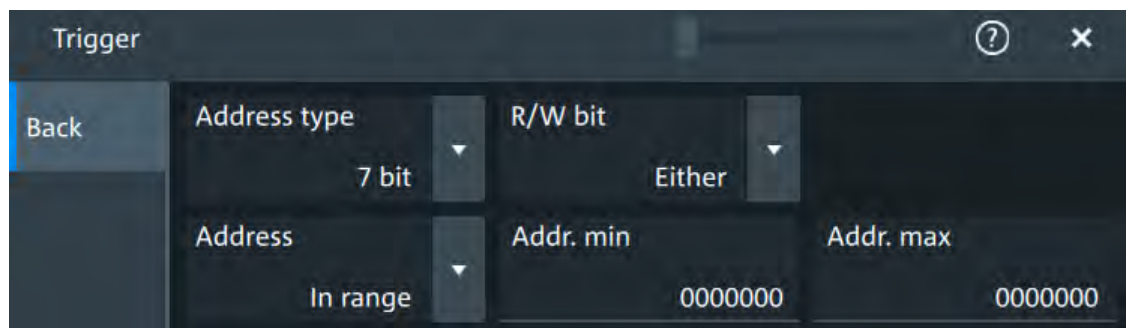 Trigger
?
Back
Address type
7 bit
R/W bit
Either
Address
In range
Addr. min
0000000
Addr. max
0000000